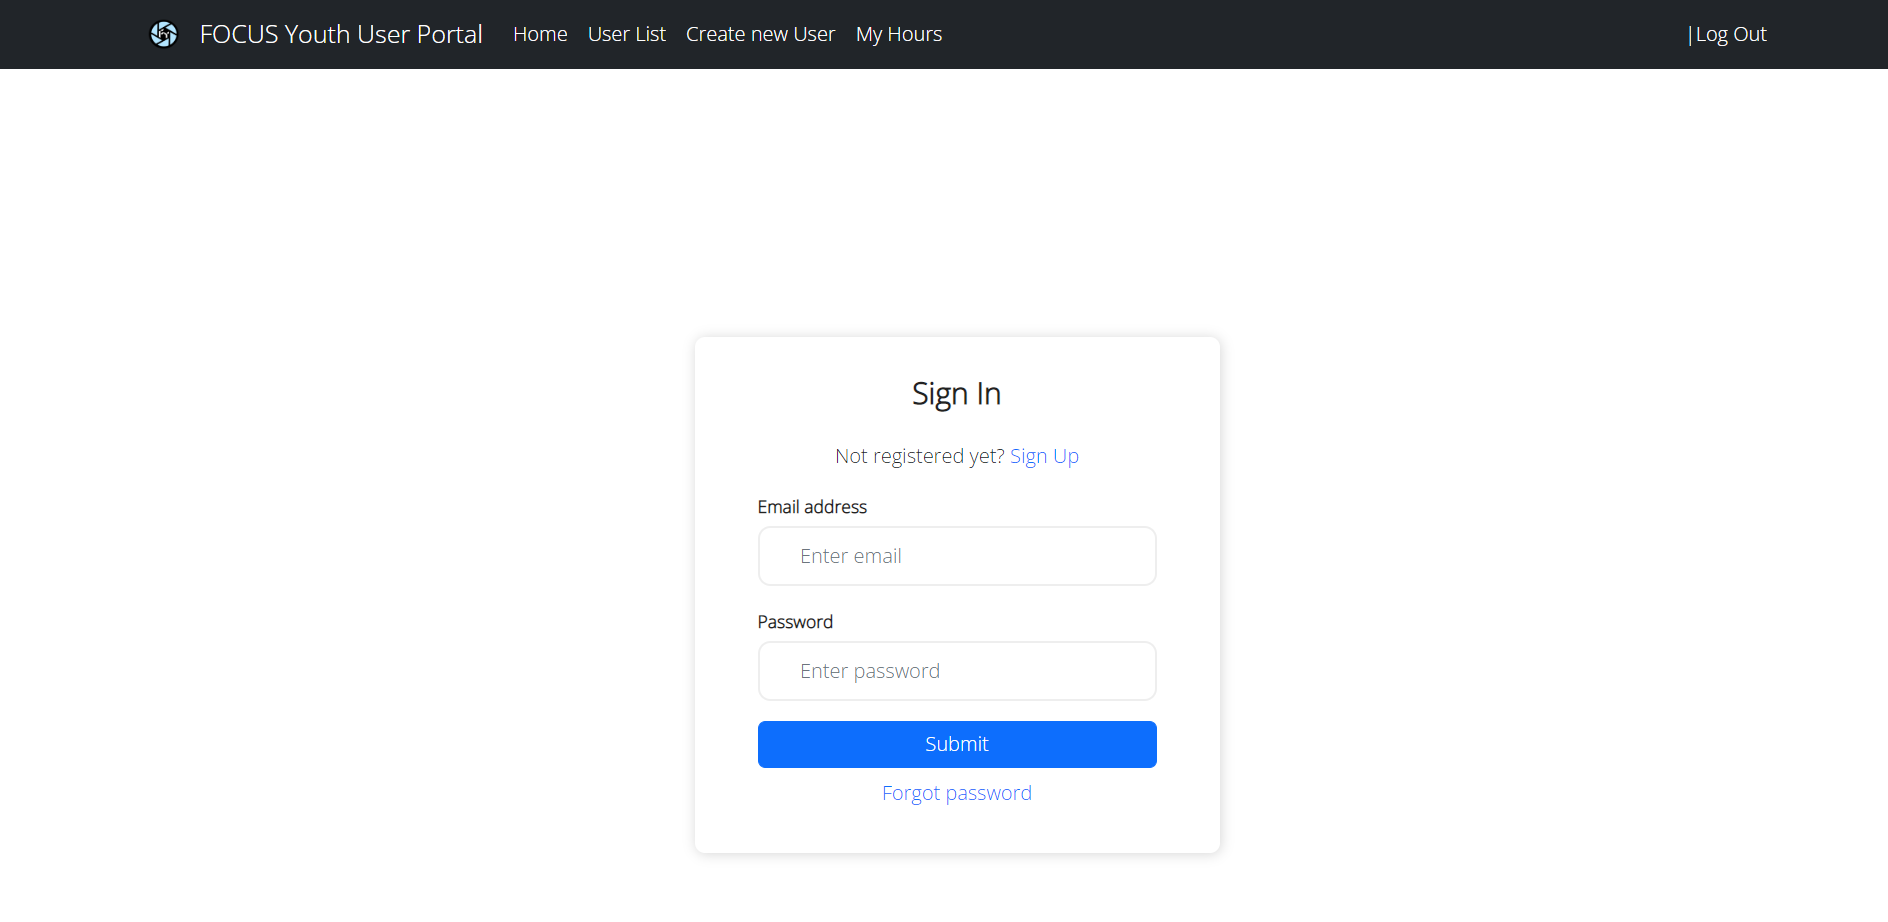 FOCUS Youth User Portal Home User List Create new User My Hours |Log Out
Sign In
Not registered yet? Sign Up
Email address
Enter email
Password
Enter password
Submit
Forgot password